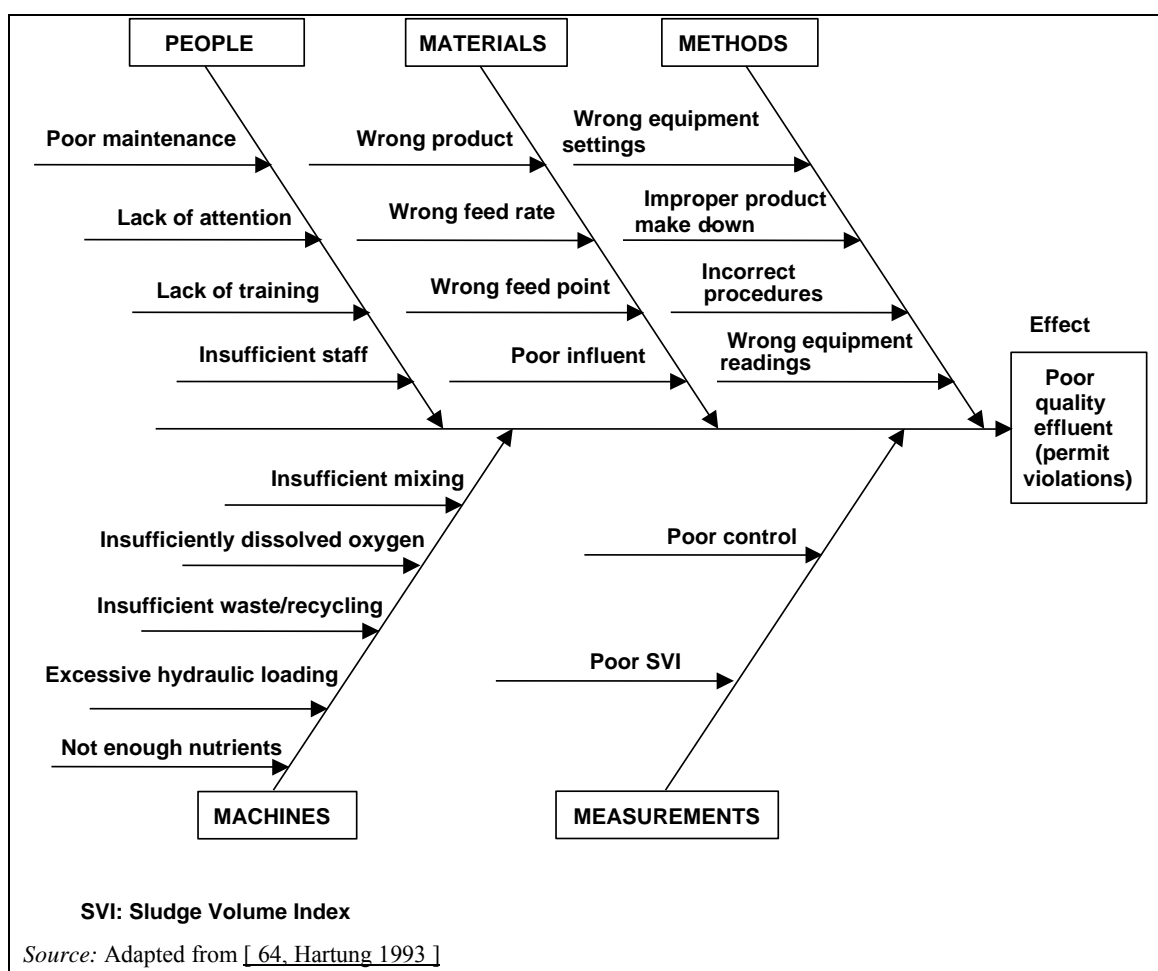 PEOPLE
MATERIALS
METHODS
Poor maintenance
Lack of attention
Lack of training
Insufficient staff
Wrong product
Wrong feed rate
Wrong feed point
Poor influent
Wrong equipment
settings
Improper product
make down
Incorrect
procedures
Wrong equipment
readings
Effect
Poor
quality
effluent
(permit
violations)
Insufficient mixing
Insufficiently dissolved oxygen
Insufficient waste/recycling
Excessive hydraulic loading
Not enough nutrients
Poor control
Poor SVI
MACHINES
MEASUREMENTS
SVI: Sludge Volume Index
Source: Adapted from [ 64, Hartung 1993 ]